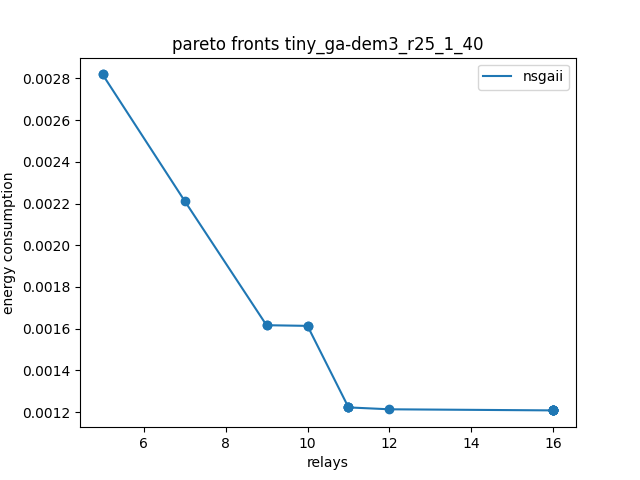 pareto fronts tiny_ga-dem3_r25_1_40
nsgaii
0.0028
0.0026
0.0024
0.0022
0.0020
0.0018
0.0016
0.0014
0.0012
energy consumption
6 8 10 12 14 16
relays